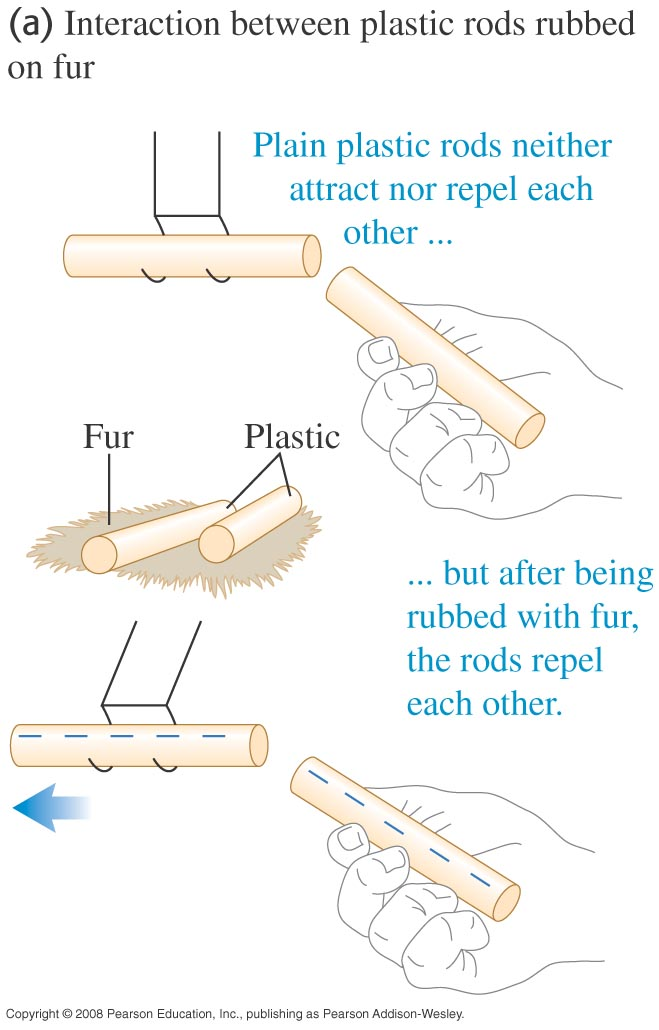 (a) Interaction between plastic rods rubbed
on fur
Plain plastic rods neither
attract nor repel each
other ...
Fur
Plastic
... but after being
rubbed with fur,
the rods repel
each other.
Copyright © 2008 Pearson Education, Inc., publishing as Pearson Addison-Wesley.